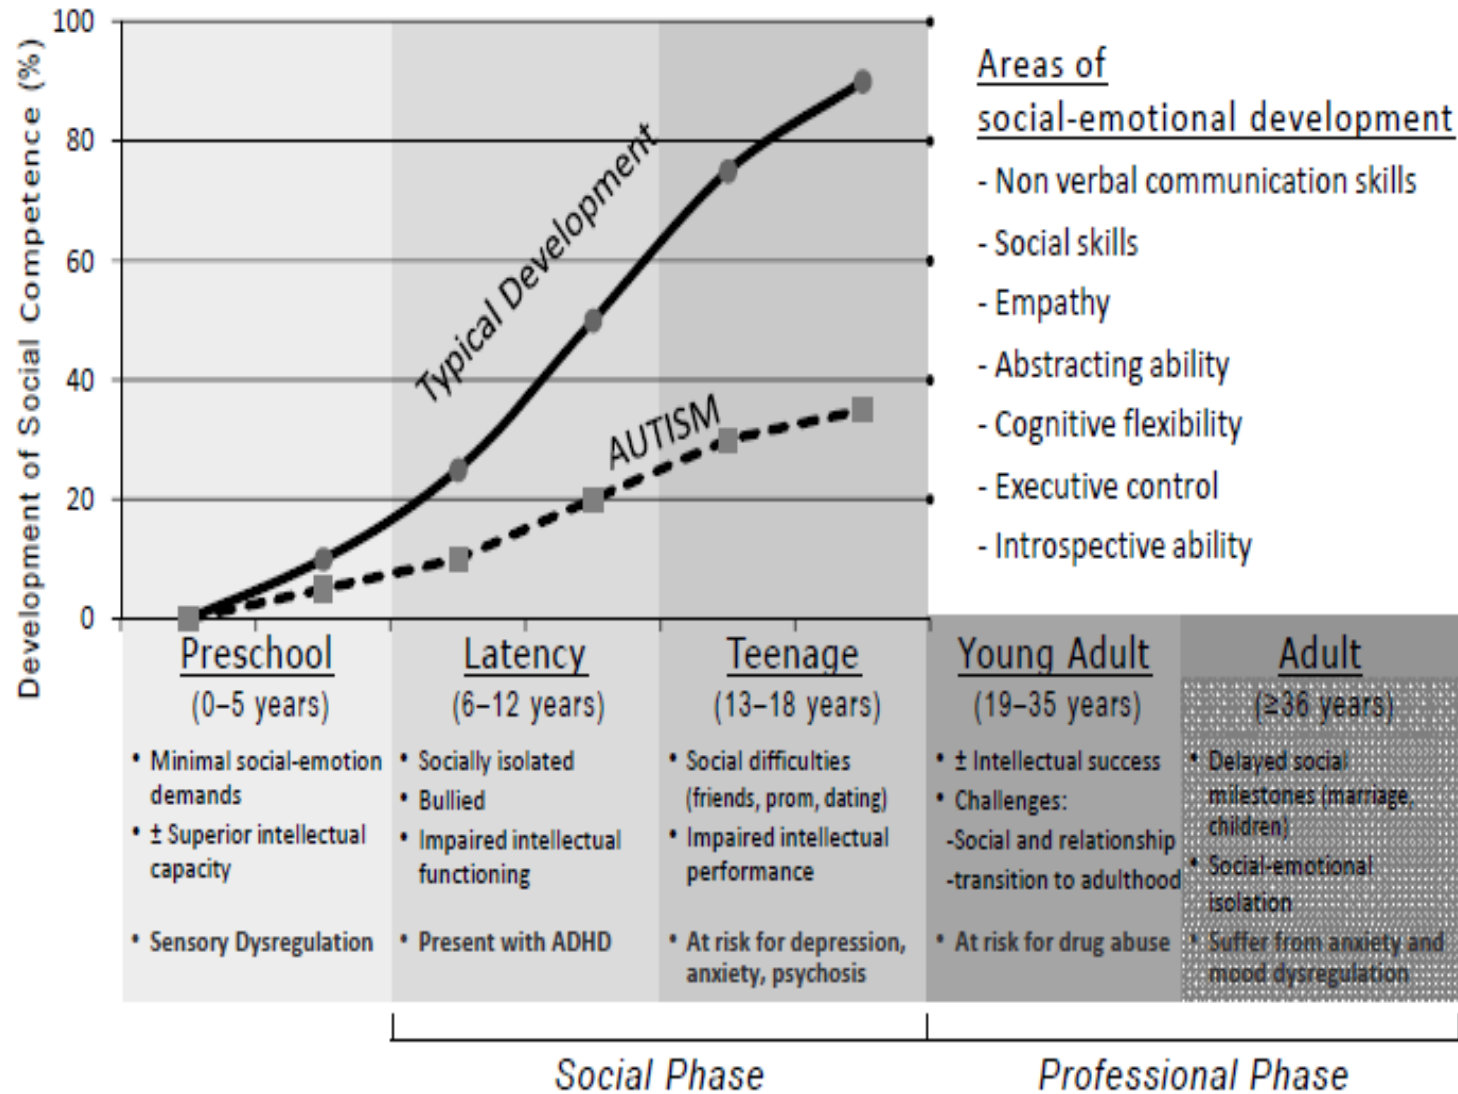 Development of Social Competence (%)
100
80
60
40
20
0
Typical Development
AUTISM
Areas of
social-emotional development
- Non verbal communication skills
- Social skills
- Empathy
- Abstracting ability
- Cognitive flexibility
- Executive control
- Introspective ability
Preschool
(0–5 years)
• Minimal social-emotion
demands
• ± Superior intellectual
capacity
• Sensory Dysregulation
Latency
(6–12 years)
• Socially isolated
• Bullied
• Impaired intellectual
functioning
• Present with ADHD
Teenage
(13–18 years)
• Social difficulties
(friends, prom, dating)
• Impaired intellectual
performance
• At risk for depression,
anxiety, psychosis
Young Adult
(19–35 years)
• ± Intellectual success
• Challenges:
-Social and relationship
-transition to adulthood
• At risk for drug abuse
Adult
(≥36 years)
• Delayed social
milestones (marriage,
children)
• Social-emotional
isolation
• Suffer from anxiety and
mood dysregulation
Social Phase
Professional Phase